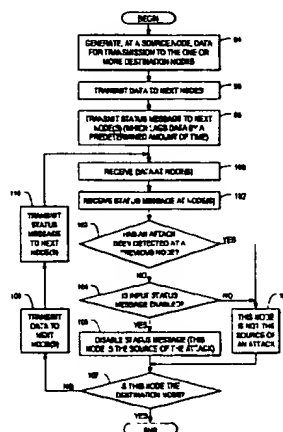 BEGIN
GENERATE, AT A SOURCE NODE, DATA
FOR TRANSMISSION TO THE ONE OR
MORE DESTINATION NODES
94
TRANSMIT DATA TO NEXT NODES
TRANSMIT STATUS MESSAGE TO NEXT
NODE(S) (WHICH LAGS DATA BY A
PREDETERMINED AMOUNT OF TIME)
RECEIVE DATA AT NODE(S)
RECEIVE STATUS MESSAGE AT NODE(S)
102
TRANSMIT
STATUS
MESSAGE
TO NEXT
NODE(S)
HAS AN ATTACK
BEEN DETECTED AT A
PREVIOUS NODE?
YES
NO
IS INPUT STATUS
MESSAGE ENABLED?
NO
YES
TRANSMIT
DATA TO
NEXT
NODE(S)
DISABLE STATUS MESSAGE (THIS
NODE IS THE SOURCE OF THE ATTACK)
THIS NODE
IS NOT THE
SOURCE OF
AN ATTACK
107
IS THIS NODE THE
DESTINATION NODE?
NO
YES
END